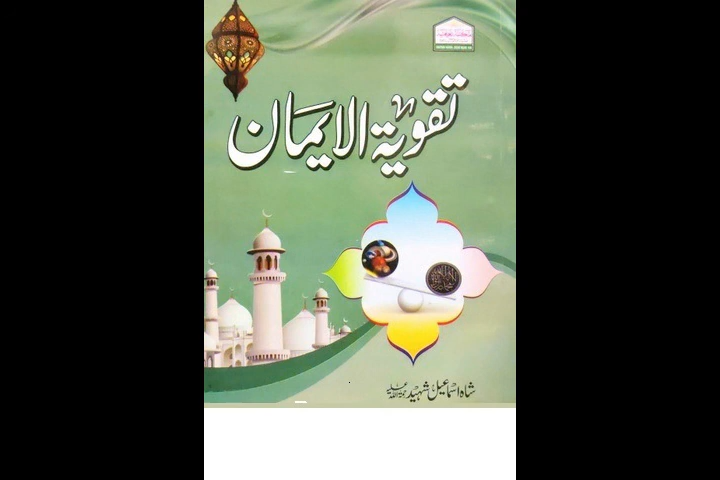 تقویۃ الایمان
شاہ اسماعیل شہید رحمۃ اللہ علیہ